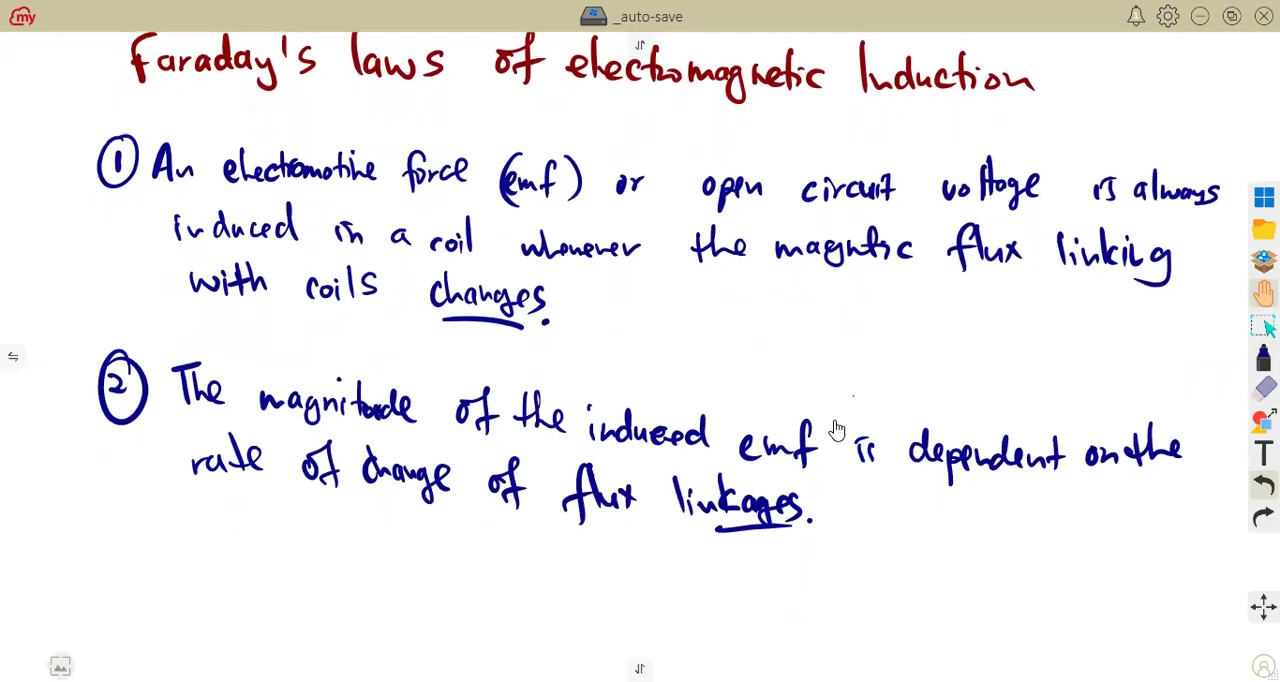 my
_auto-save
Faraday's laws of electromagnetic Induction
① An electromotive force (emf) or open circuit voltage is always
induced in a coil whenever the magnetic flux linking
with coils changes.
② The magnitude of the induced emf is dependent on the
rate of change of flux linkages.
T